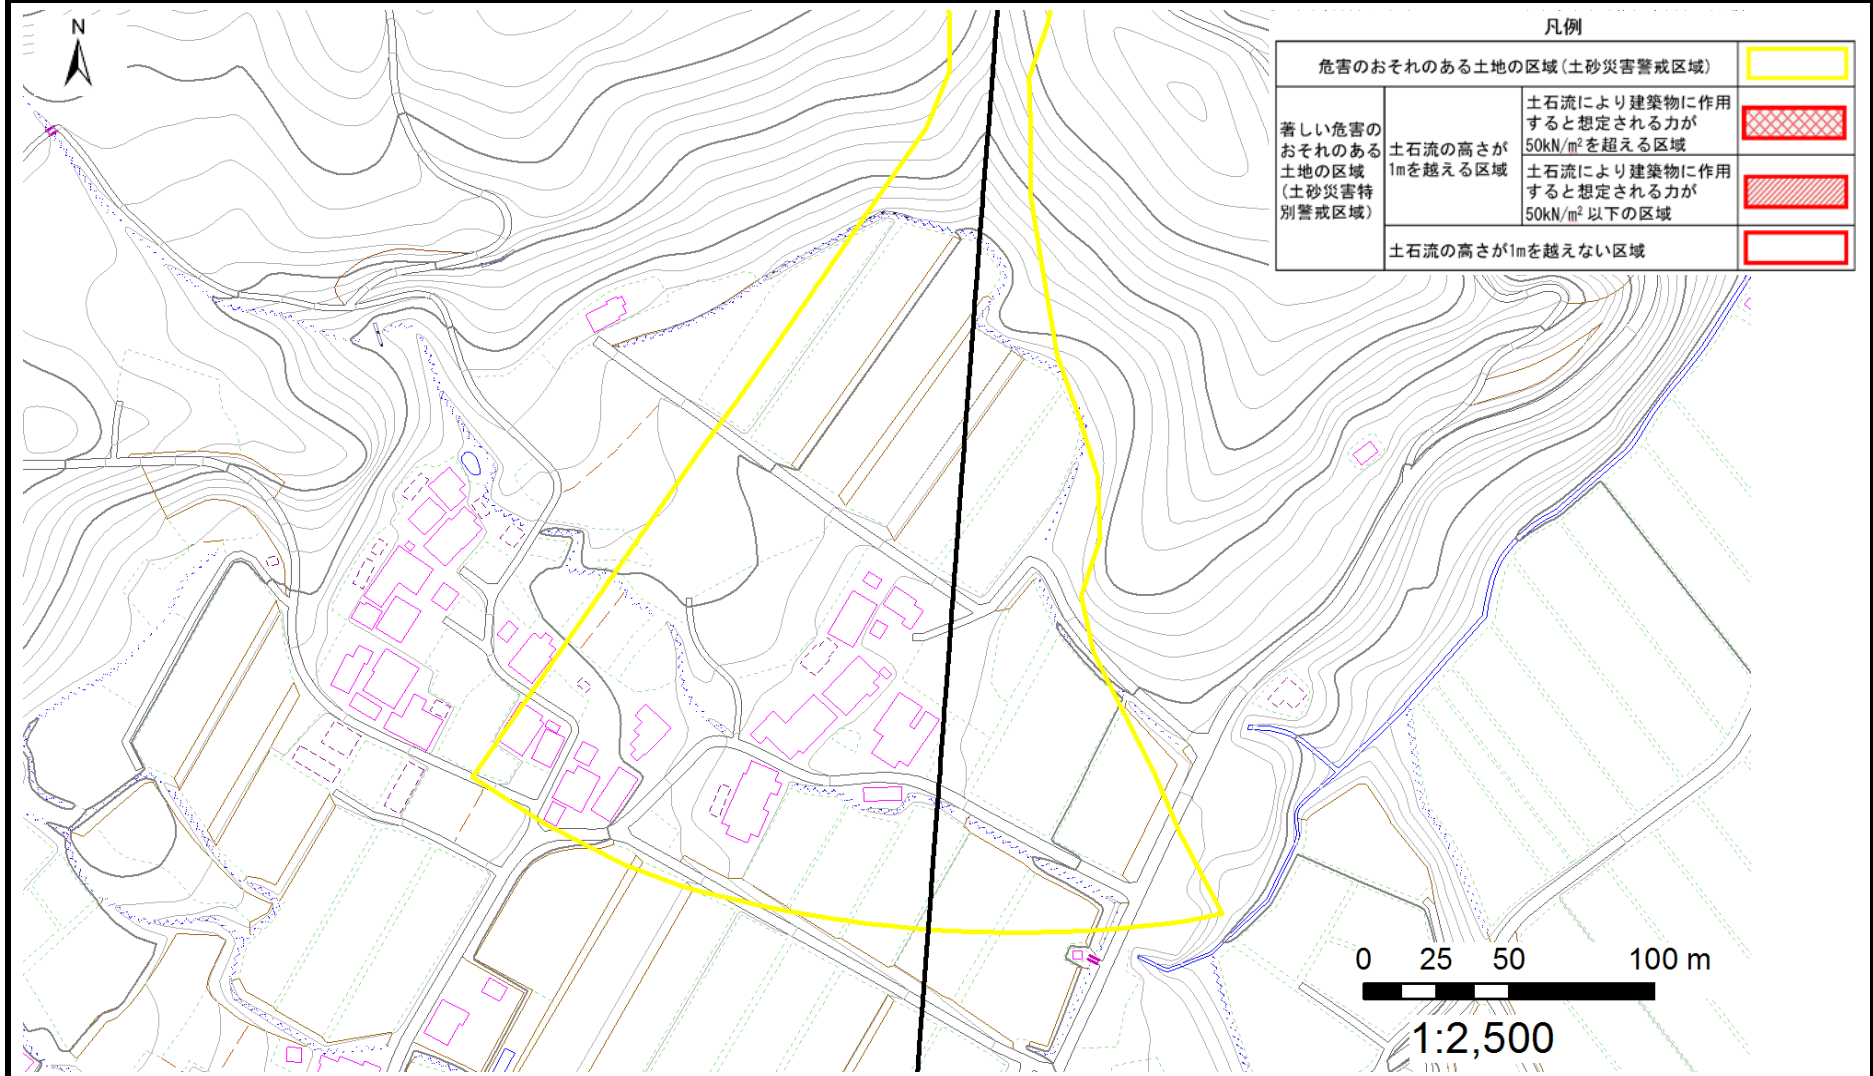 N
凡例
危害のおそれのある土地の区域(土砂災害警戒区域)
著しい危害の
おそれのある
土地の区域
(土砂災害特
別警戒区域)
土石流の高さが
1mを越える区域
土石流により建築物に作用
すると想定される力が
50kN/m²を超える区域
土石流により建築物に作用
すると想定される力が
50kN/m² 以下の区域
土石流の高さが1mを越えない区域
0 25 50 100 m
1:2,500